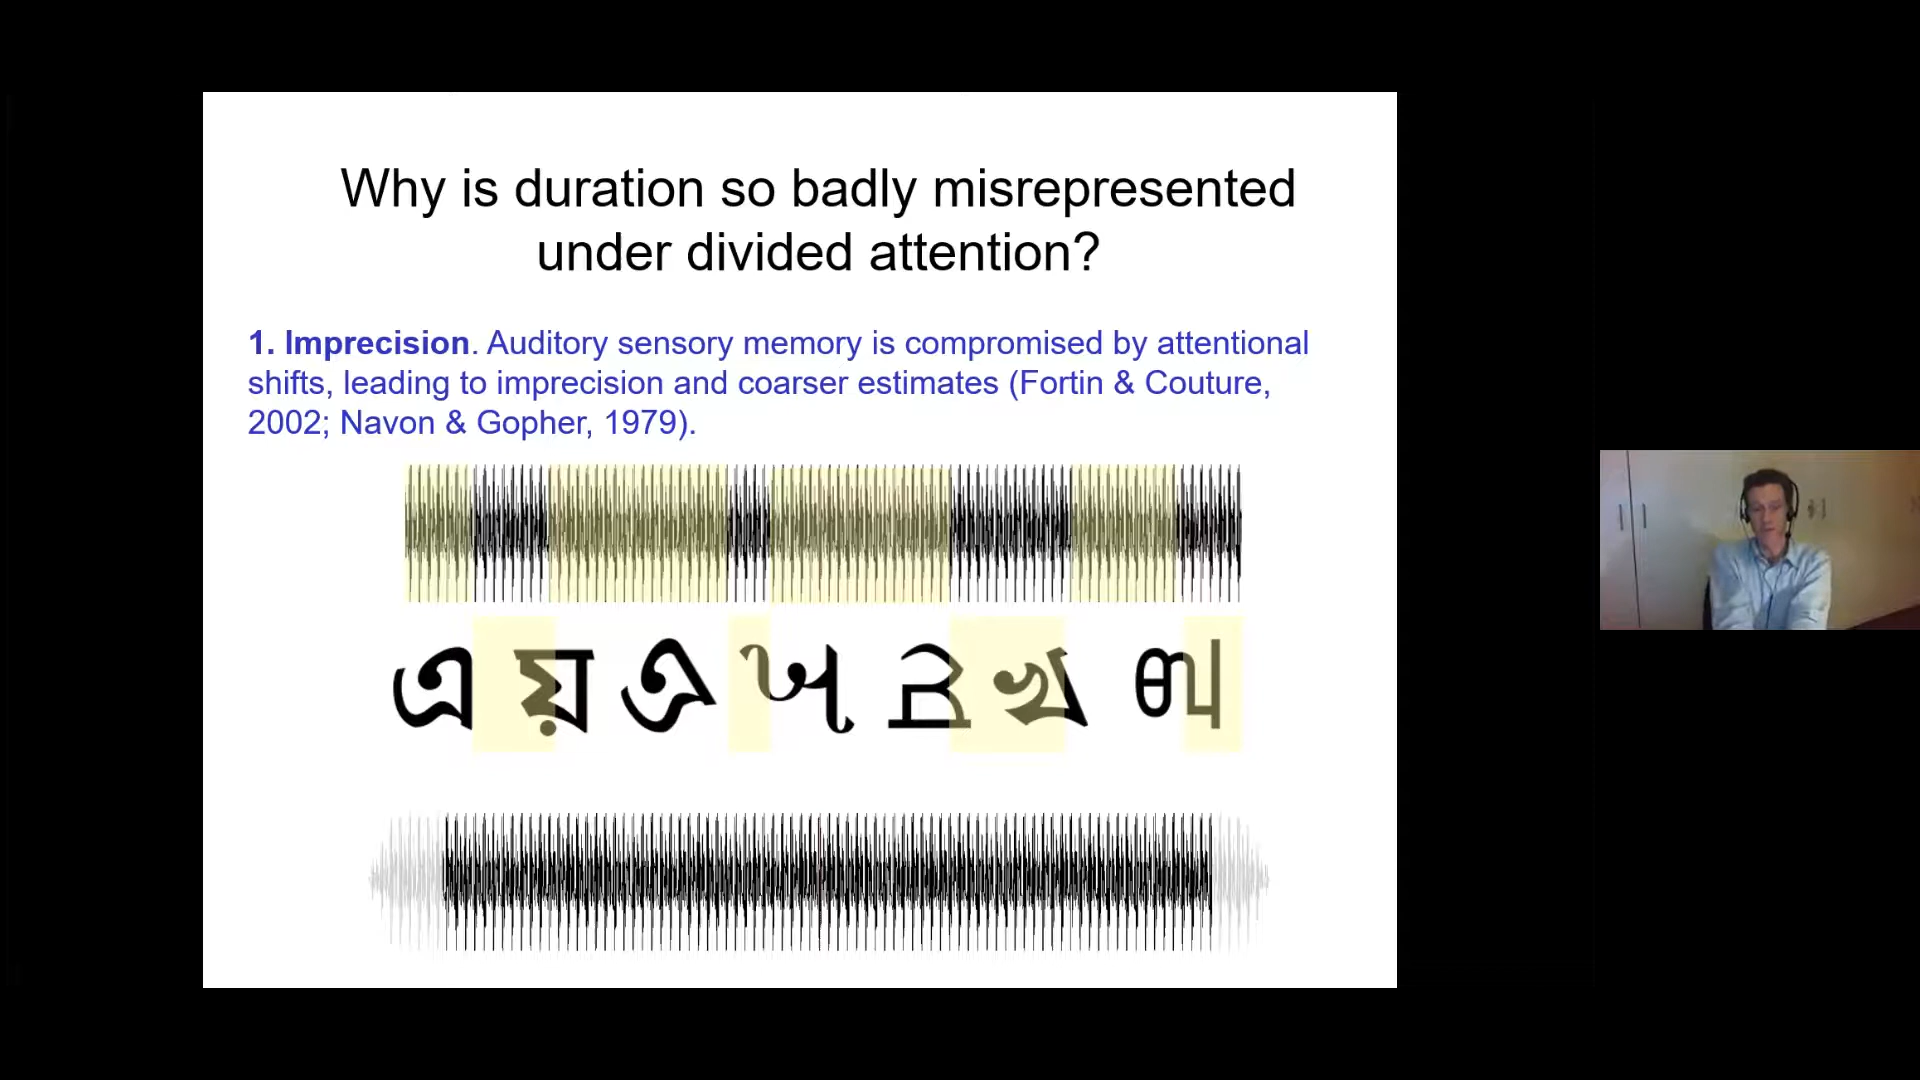 Why is duration so badly misrepresented
under divided attention?
1. Imprecision. Auditory sensory memory is compromised by attentional
shifts, leading to imprecision and coarser estimates (Fortin & Couture,
2002; Navon & Gopher, 1979).